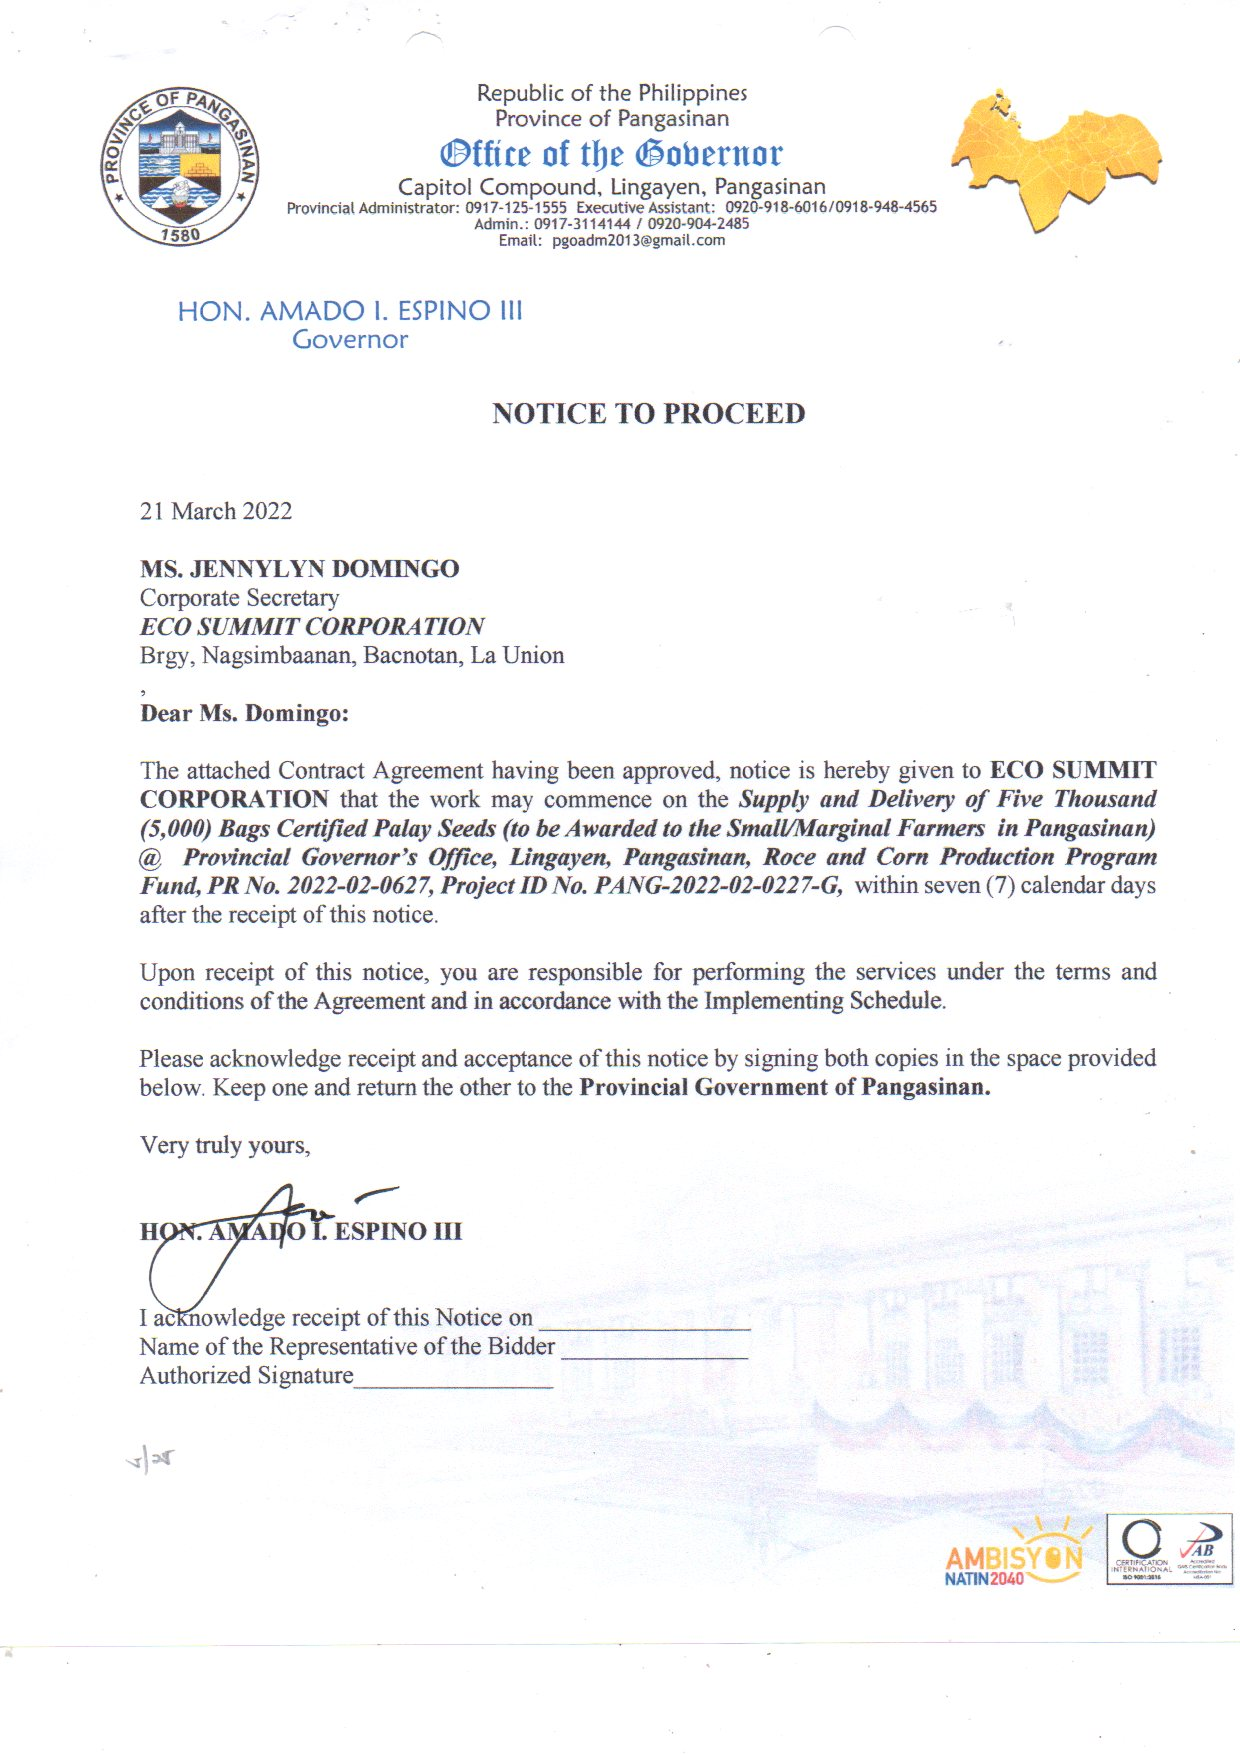 PROVINCE OF PANGASINAN
1580
Republic of the Philippines
Province of Pangasinan
Office of the Governor
Capitol Compound, Lingayen, Pangasinan
Provincial Administrator: 0917-125-1555 Executive Assistant: 0920-918-6016/0918-948-4565
Admin.: 0917-3114144 / 0920-904-2485
Email: pgoadm2013@gmail.com
HON. AMADO I. ESPINO III
Governor
NOTICE TO PROCEED
21 March 2022
MS. JENNYLYN DOMINGO
Corporate Secretary
ECO SUMMIT CORPORATION
Brgy, Nagsimbaanan, Bacnotan, La Union
,
Dear Ms. Domingo:
The attached Contract Agreement having been approved, notice is hereby given to ECO SUMMIT
CORPORATION that the work may commence on the Supply and Delivery of Five Thousand
(5,000) Bags Certified Palay Seeds (to be Awarded to the Small/Marginal Farmers in Pangasinan)
@ Provincial Governor's Office, Lingayen, Pangasinan, Roce and Corn Production Program
Fund, PR No. 2022-02-0627, Project ID No. PANG-2022-02-0227-G, within seven (7) calendar days
after the receipt of this notice.
Upon receipt of this notice, you are responsible for performing the services under the terms and
conditions of the Agreement and in accordance with the Implementing Schedule.
Please acknowledge receipt and acceptance of this notice by signing both copies in the space provided
below. Keep one and return the other to the Provincial Government of Pangasinan.
Very truly yours,
HON. AMADO I. ESPINO III
I acknowledge receipt of this Notice on _________________
Name of the Representative of the Bidder _______________
Authorized Signature________________
AMBISYON
NATIN 2040
CERTIFICATION
INTERNATIONAL
ISO 9001:2015
PAB
Accredited